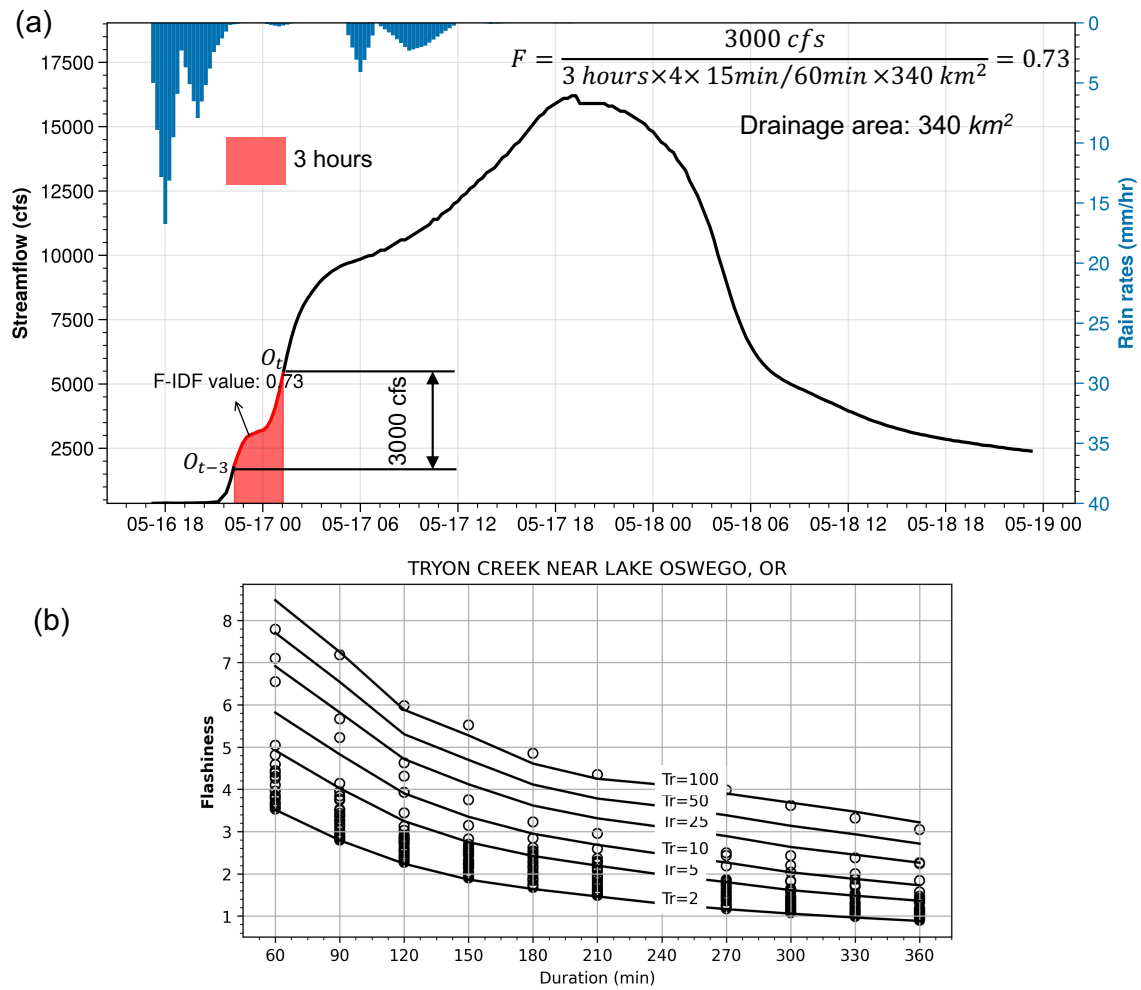 (a)
F = 3000 cfs / 3 hours×4× 15min/60min ×340 km² = 0.73
Drainage area: 340 km²
3 hours
Streamflow (cfs)
17500
15000
12500
10000
7500
5000
2500
0
5
10
15
20
25
30
35
40
Rain rates (mm/hr)
O_t
F-IDF value: 0.73
3000 cfs
O_{t−3}
05-16 18 05-17 00 05-17 06 05-17 12 05-17 18 05-18 00 05-18 06 05-18 12 05-18 18 05-19 00
TRYON CREEK NEAR LAKE OSWEGO, OR
(b)
Flashiness
8
7
6
5
4
3
2
1
Tr=100
Tr=50
Tr=25
Tr=10
Tr=5
Tr=2
60 90 120 150 180 210 240 270 300 330 360
Duration (min)